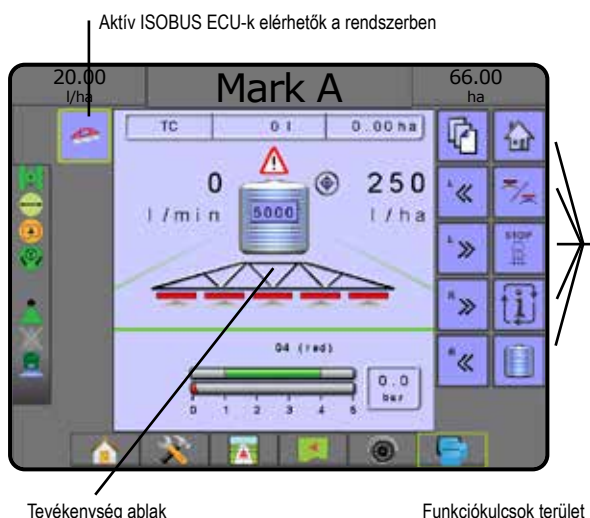 Aktív ISOBUS ECU-k elérhetők a rendszerben
20.00 Mark A 66.00
l/ha ha
TC 0 l 0.00 ha
0 250
l/min 5000 l/ha
L
STOP
L
R
i
R
04 (red)
0.0
bar
0 1 2 3 4 5
Tevékenység ablak Funkciókulcsok terület